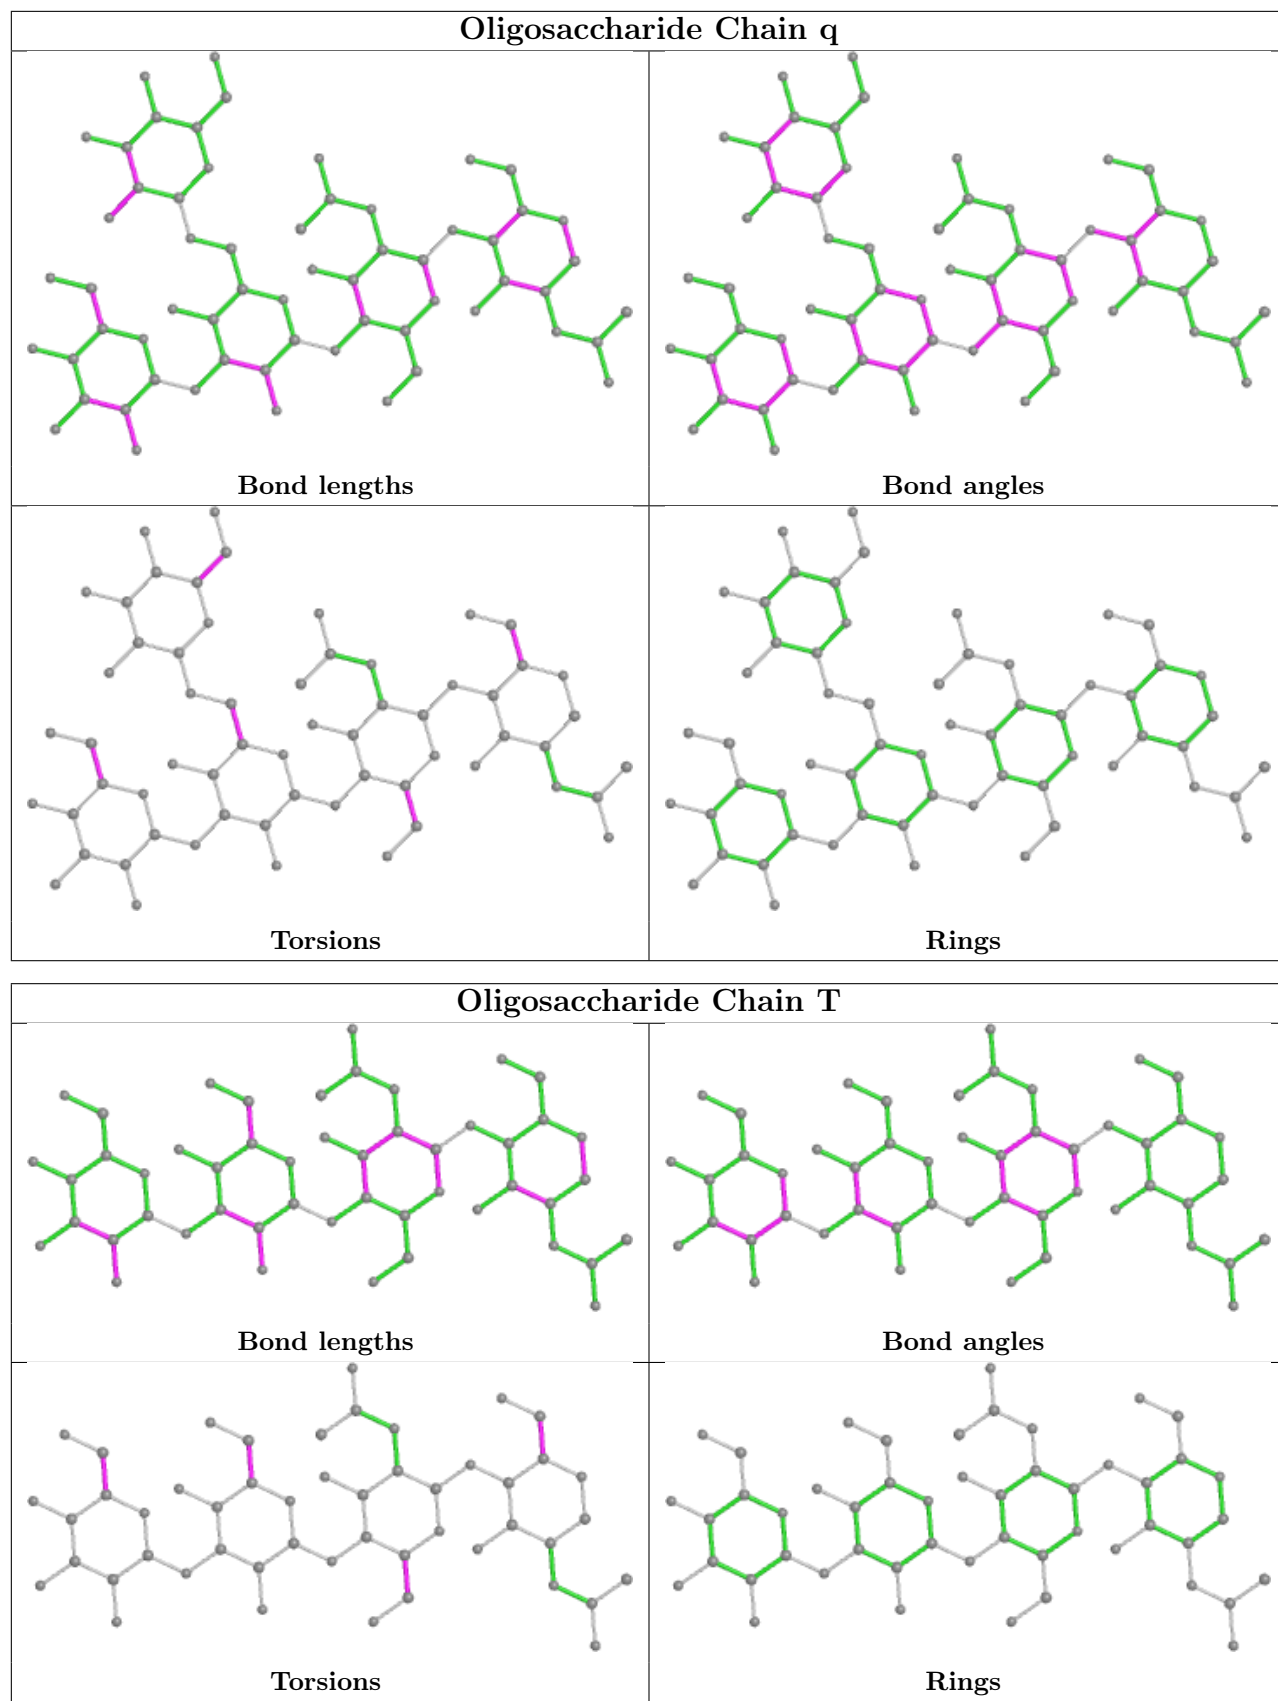 Oligosaccharide Chain q
Bond lengths
Bond angles
Torsions
Rings
Oligosaccharide Chain T
Bond lengths
Bond angles
Torsions
Rings